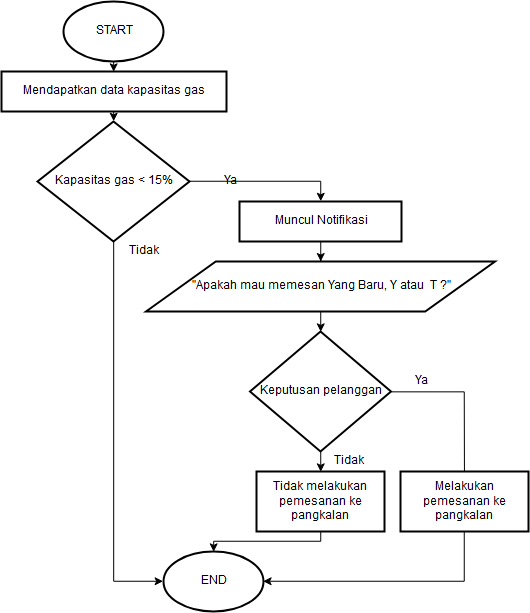 START
Mendapatkan data kapasitas gas
Kapasitas gas < 15%
Ya
Muncul Notifikasi
Tidak
"Apakah mau memesan Yang Baru, Y atau T ?"
Keputusan pelanggan
Ya
Tidak
Tidak melakukan
pemesanan ke
pangkalan
Melakukan
pemesanan ke
pangkalan
END